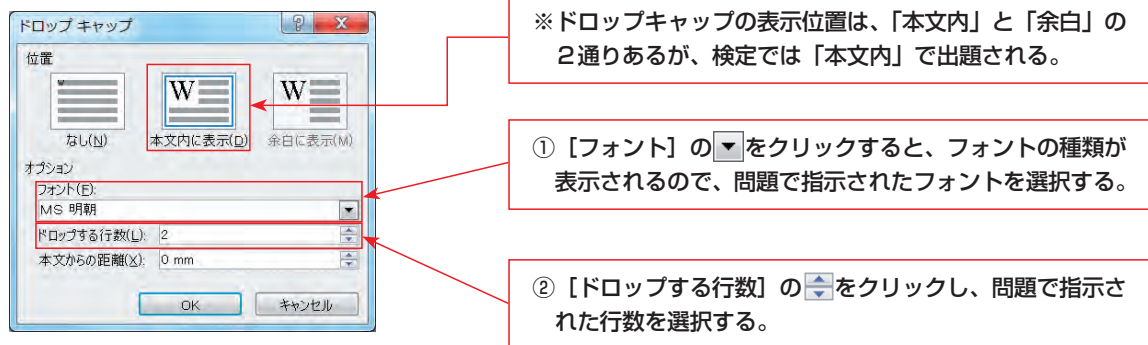 ドロップ キャップ
位置
W
W
なし(N)
本文内に表示(D)
余白に表示(M)
オプション
フォント(F):
MS 明朝
ドロップする行数(L): 2
本文からの距離(X): 0 mm
OK
キャンセル
※ドロップキャップの表示位置は、「本文内」と「余白」の
2通りあるが、検定では「本文内」で出題される。
①［フォント］の▼をクリックすると、フォントの種類が
表示されるので、問題で指示されたフォントを選択する。
②［ドロップする行数］のをクリックし、問題で指示さ
れた行数を選択する。